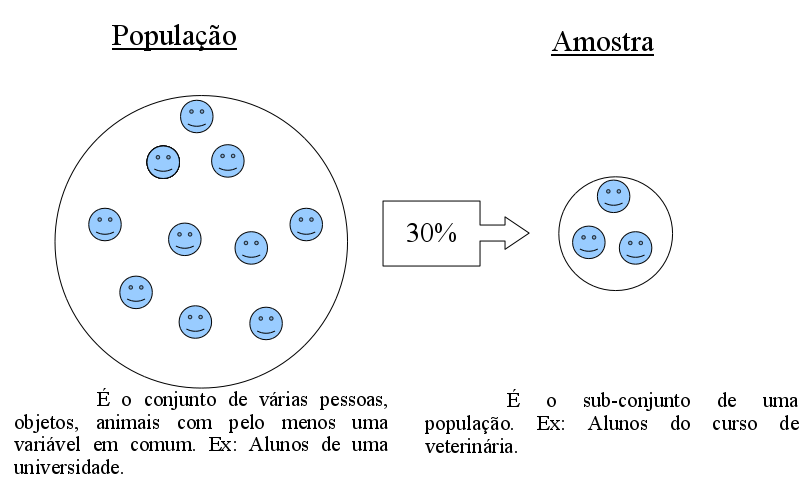 População
Amostra
30%
É o conjunto de várias pessoas,
objetos, animais com pelo menos uma
variável em comum. Ex: Alunos de uma
universidade.
É o sub-conjunto de uma
população. Ex: Alunos do curso de
veterinária.